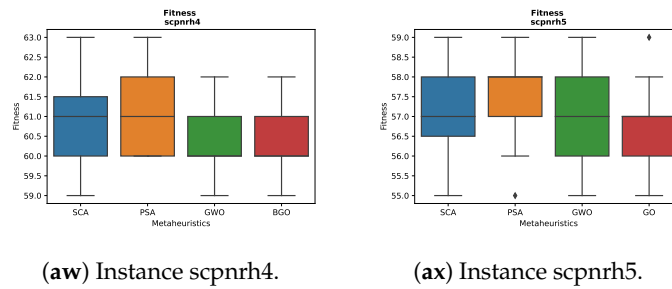 Fitness
scpnrh4
63.0
62.5
62.0
61.5
61.0
60.5
60.0
59.5
59.0
Fitness
SCA PSA GWO BGO
Metaheuristics
(aw) Instance scpnrh4.
Fitness
scpnrh5
59.0
58.5
58.0
57.5
57.0
56.5
56.0
55.5
55.0
Fitness
SCA PSA GWO GO
Metaheuristics
(ax) Instance scpnrh5.